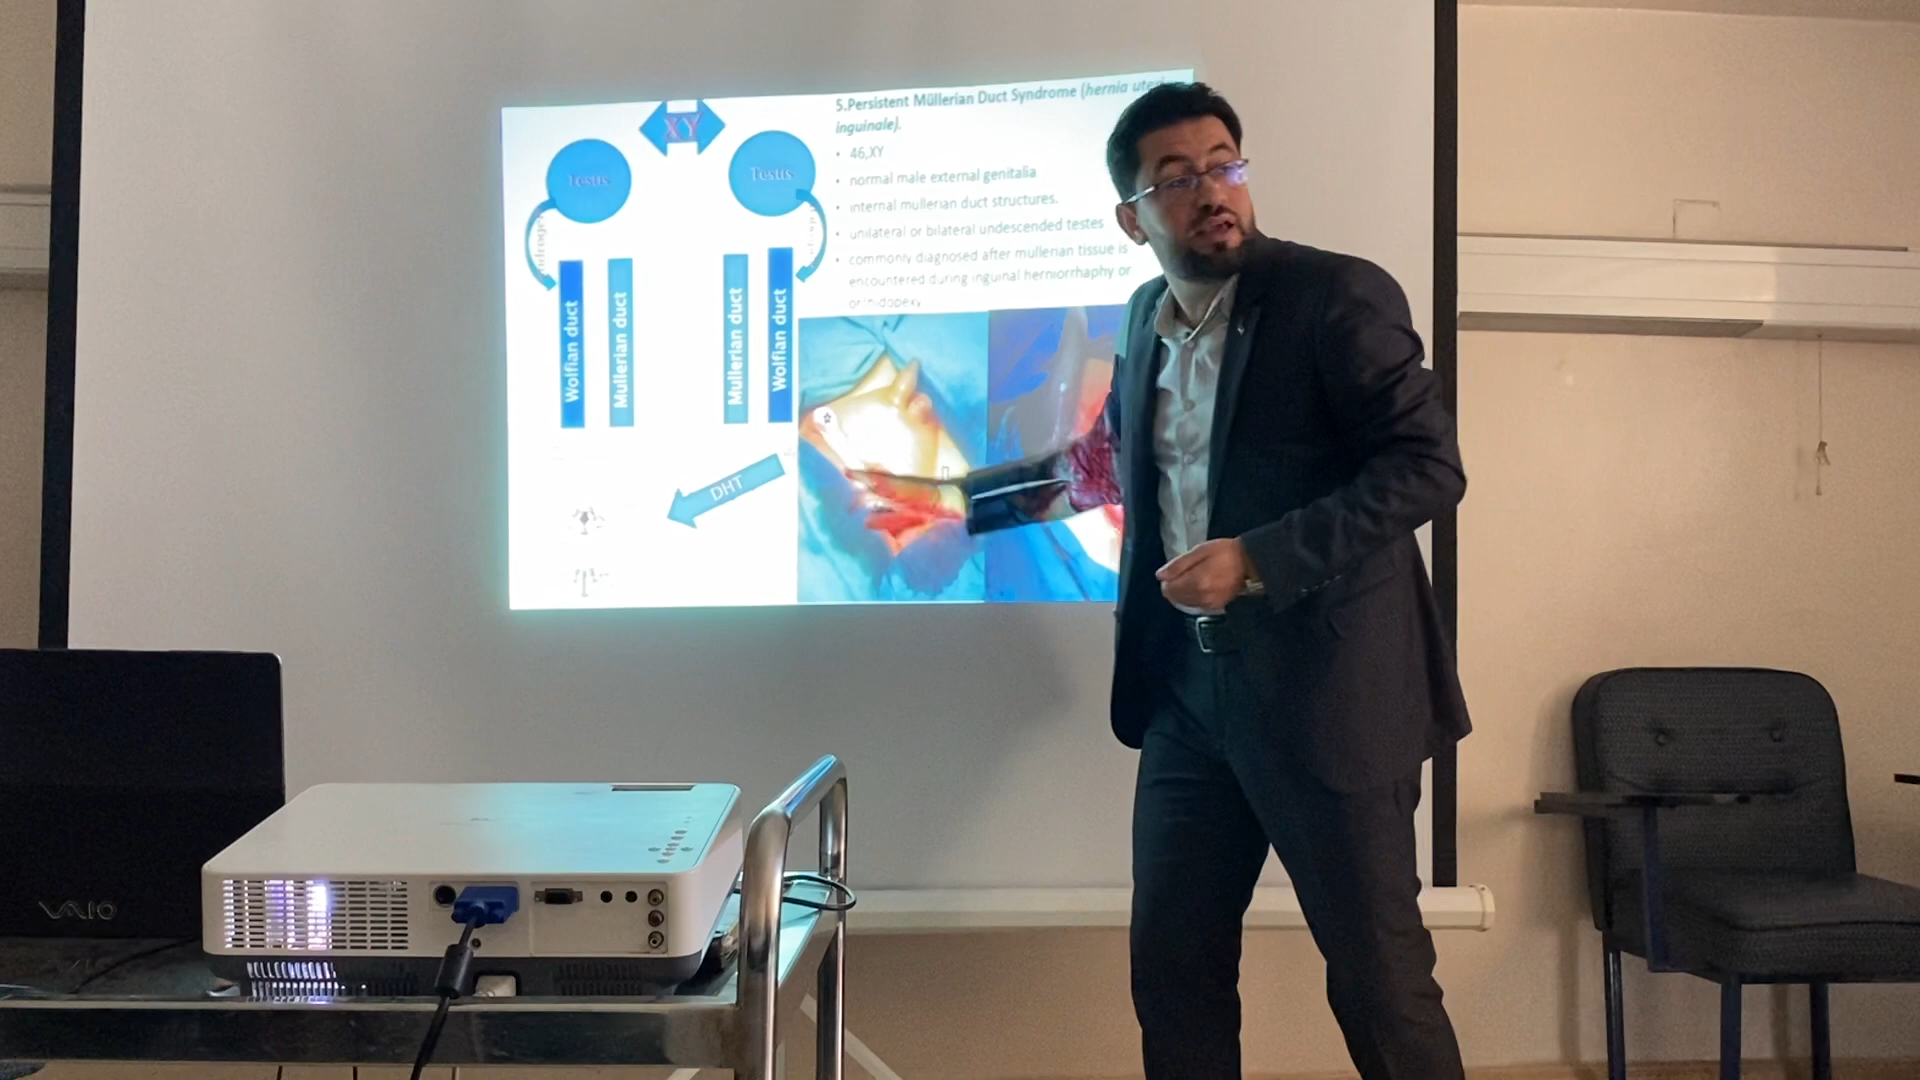 XY
Testis
Testis
Wolfian duct
Mullerian duct
Mullerian duct
Wolfian duct
DHT
5.Persistent Müllerian Duct Syndrome (hernia
inguinale).
• 46,XY
• normal male external genitalia
• internal mullerian duct structures.
• unilateral or bilateral undescended testes
• commonly diagnosed after mullerian tissue is
encountered during inguinal herniorrhaphy or
VAIO